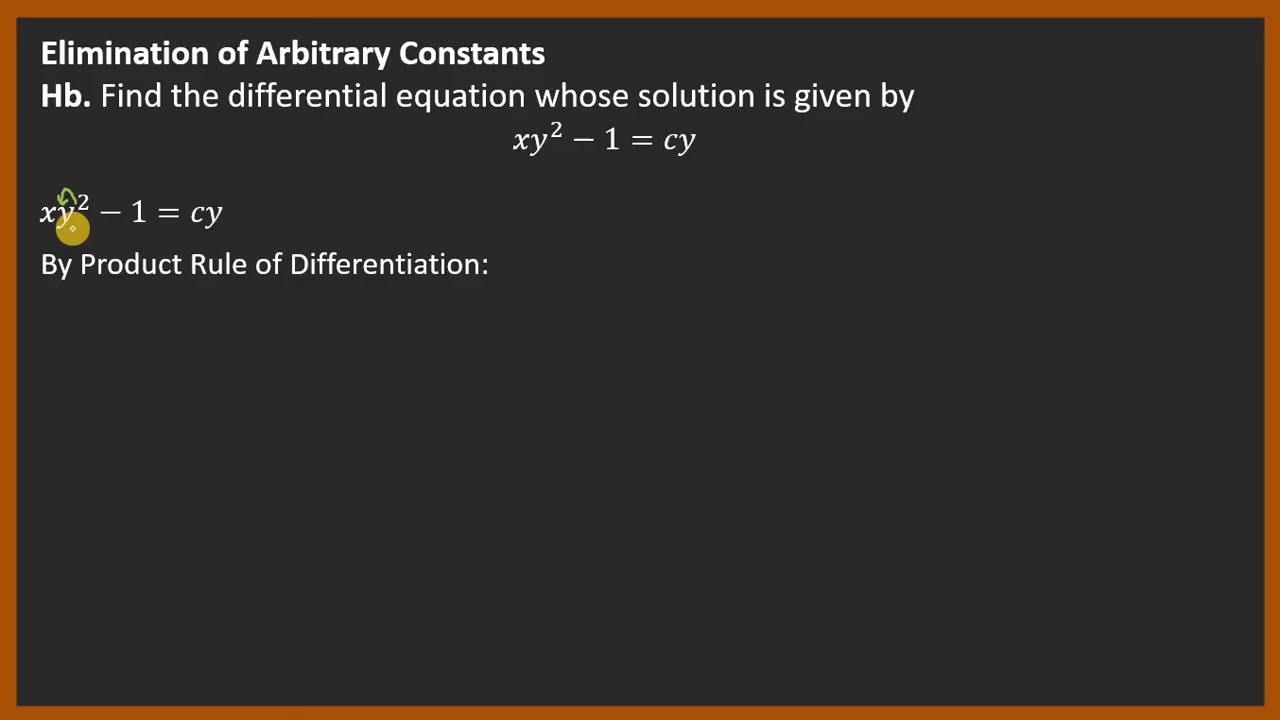 Elimination of Arbitrary Constants
Hb. Find the differential equation whose solution is given by
xy² − 1 = cy
xy² − 1 = cy
By Product Rule of Differentiation: